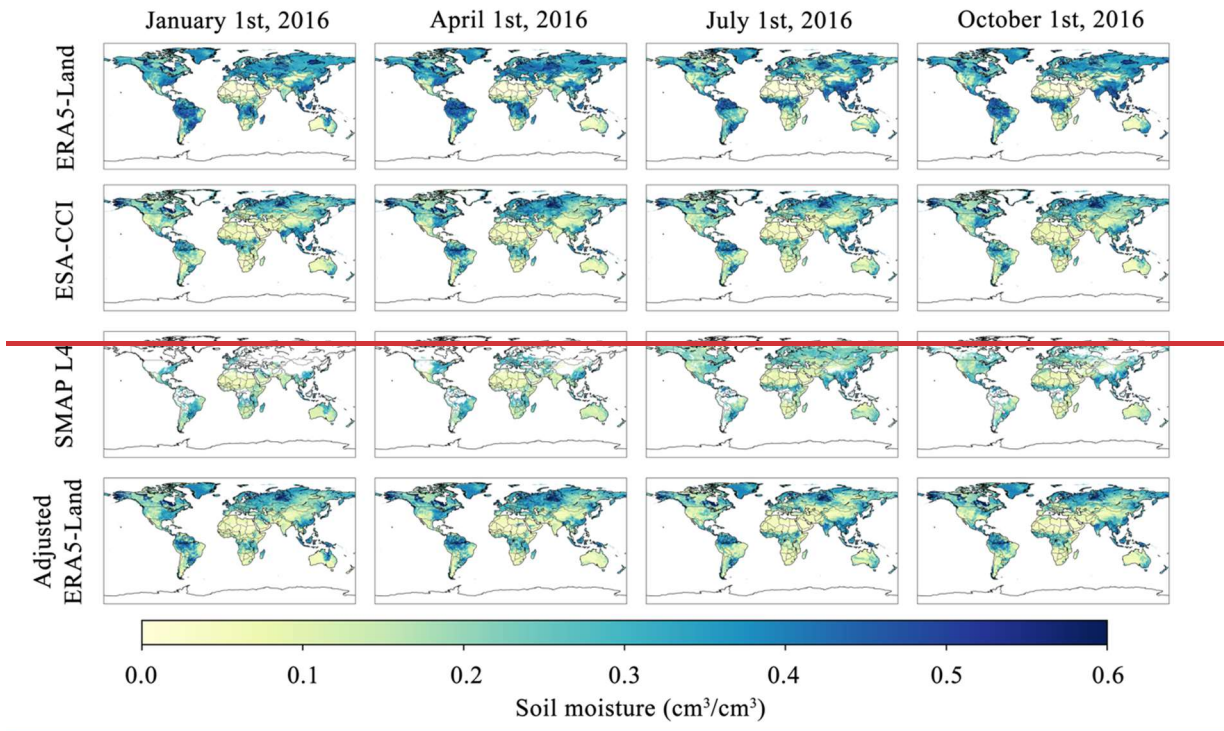 January 1st, 2016 April 1st, 2016 July 1st, 2016 October 1st, 2016
ERA5-Land
ESA-CCI
SMAP L4
Adjusted
ERA5-Land
0.0 0.1 0.2 0.3 0.4 0.5 0.6
Soil moisture (cm³/cm³)